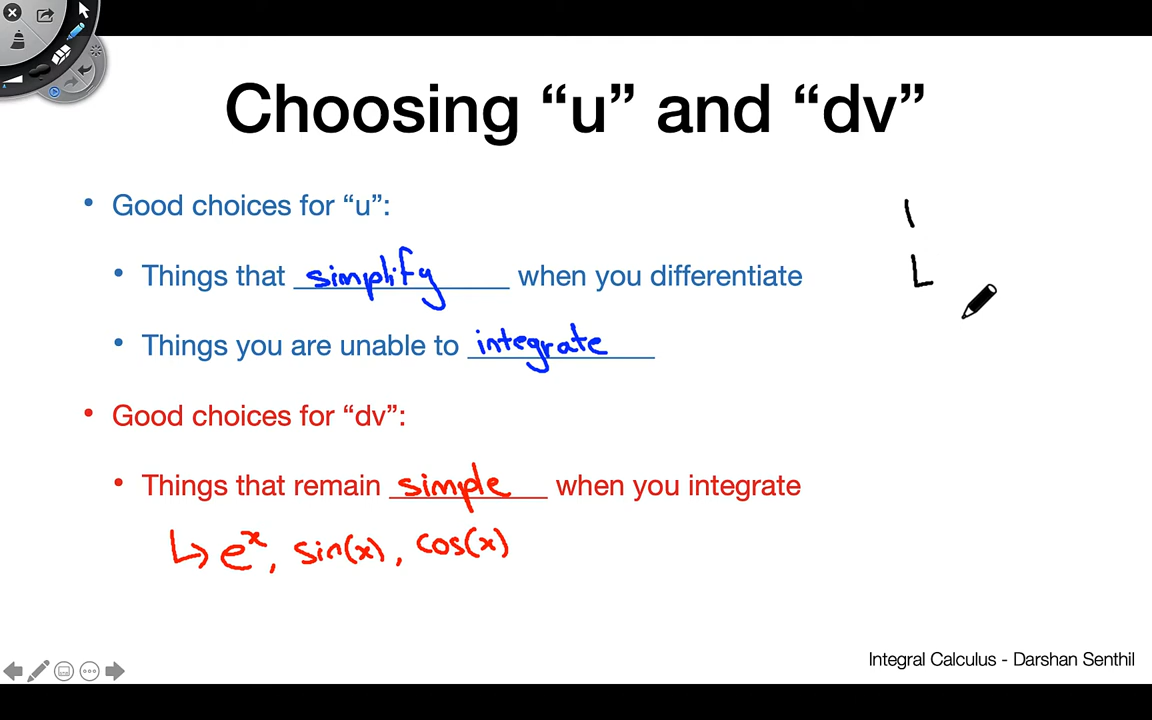 Choosing “u” and “dv”
• Good choices for “u”:
• Things that simplify when you differentiate
• Things you are unable to integrate
• Good choices for “dv”:
• Things that remain simple when you integrate
↳ eˣ, sin(x), cos(x)
I
L
Integral Calculus - Darshan Senthil